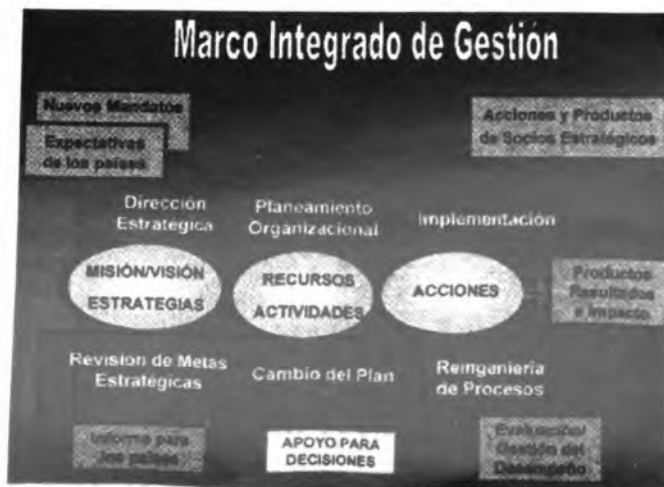 Marco Integrado de Gestión
Nuevos Mandatos
Expectativas
de los países
Acciones y Productos
de Socios Estratégicos
Dirección
Estratégica
Planeamiento
Organizacional
Implementación
MISIÓN/VISIÓN
ESTRATEGIAS
RECURSOS
ACTIVIDADES
ACCIONES
Productos
Resultados
e Impacto
Revisión de Metas
Estratégicas
Cambio del Plan
Reingeniería
de Procesos
Informe para
los países
APOYO PARA
DECISIONES
Evaluación/
Gestión del
Desempeño